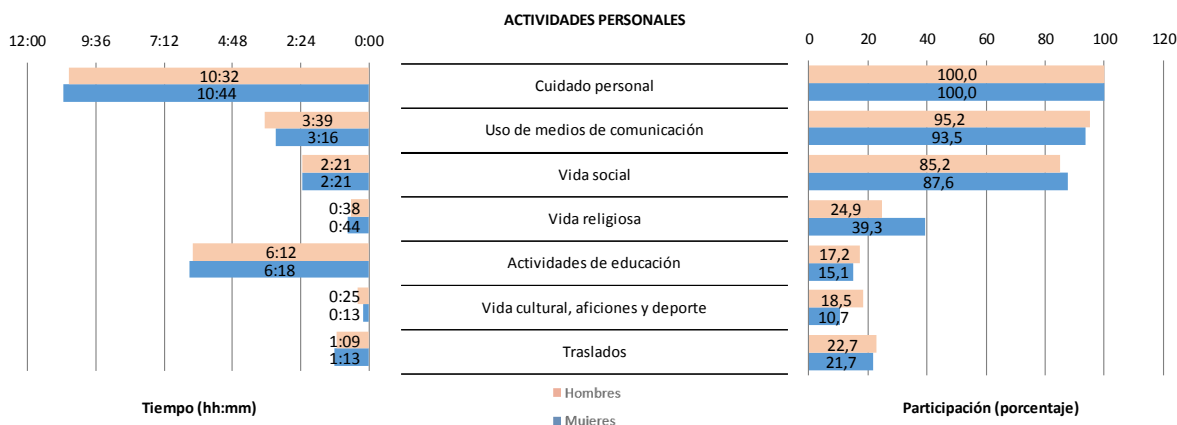 ACTIVIDADES PERSONALES
12:00 9:36 7:12 4:48 2:24 0:00
0 20 40 60 80 100 120
10:32 Cuidado personal 100,0
10:44 100,0
3:39 Uso de medios de comunicación 95,2
3:16 93,5
2:21 Vida social 85,2
2:21 87,6
0:38 Vida religiosa 24,9
0:44 39,3
6:12 Actividades de educación 17,2
6:18 15,1
0:25 Vida cultural, aficiones y deporte 18,5
0:13 10,7
1:09 Traslados 22,7
1:13 21,7
Hombres
Tiempo (hh:mm) Participación (porcentaje)
Mujeres